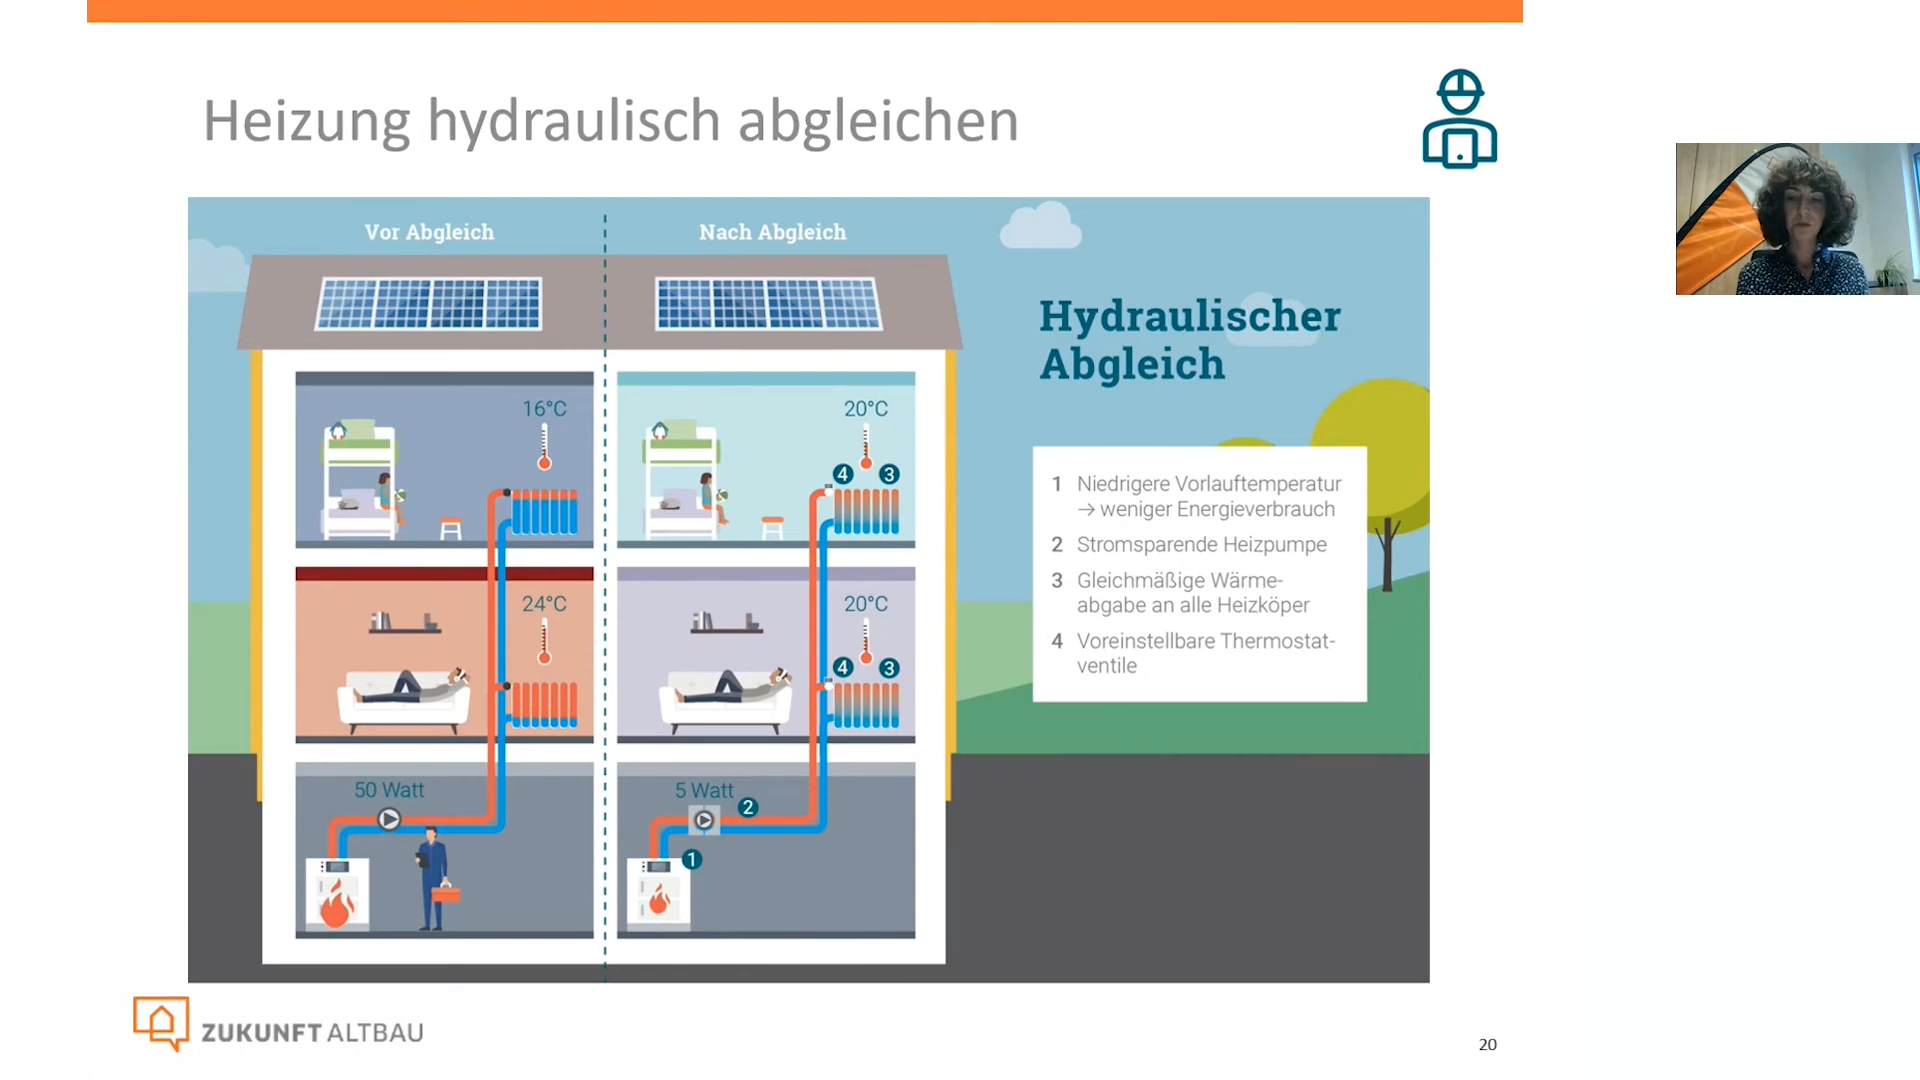 Heizung hydraulisch abgleichen
Vor Abgleich
Nach Abgleich
Hydraulischer
Abgleich
16°C
20°C
4
3
24°C
20°C
4
3
50 Watt
5 Watt
2
1
1 Niedrigere Vorlauftemperatur
→ weniger Energieverbrauch
2 Stromsparende Heizpumpe
3 Gleichmäßige Wärme-
abgabe an alle Heizköper
4 Voreinstellbare Thermostat-
ventile
ZUKUNFT ALTBAU
20